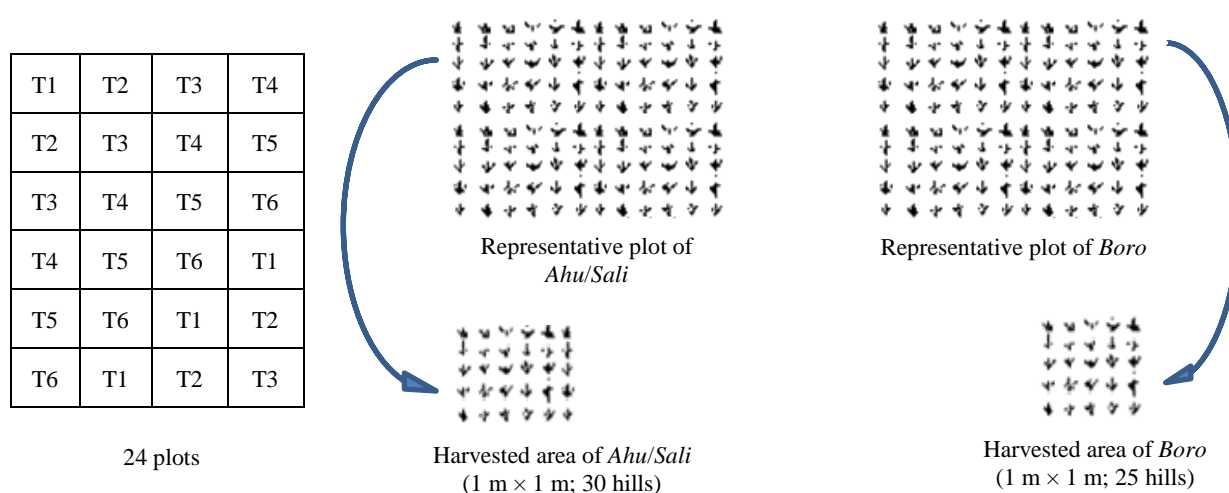 T1 T2 T3 T4
T2 T3 T4 T5
T3 T4 T5 T6
T4 T5 T6 T1
T5 T6 T1 T2
T6 T1 T2 T3
24 plots
Representative plot of
Ahu/Sali
Harvested area of Ahu/Sali
(1 m × 1 m; 30 hills)
Representative plot of Boro
Harvested area of Boro
(1 m × 1 m; 25 hills)